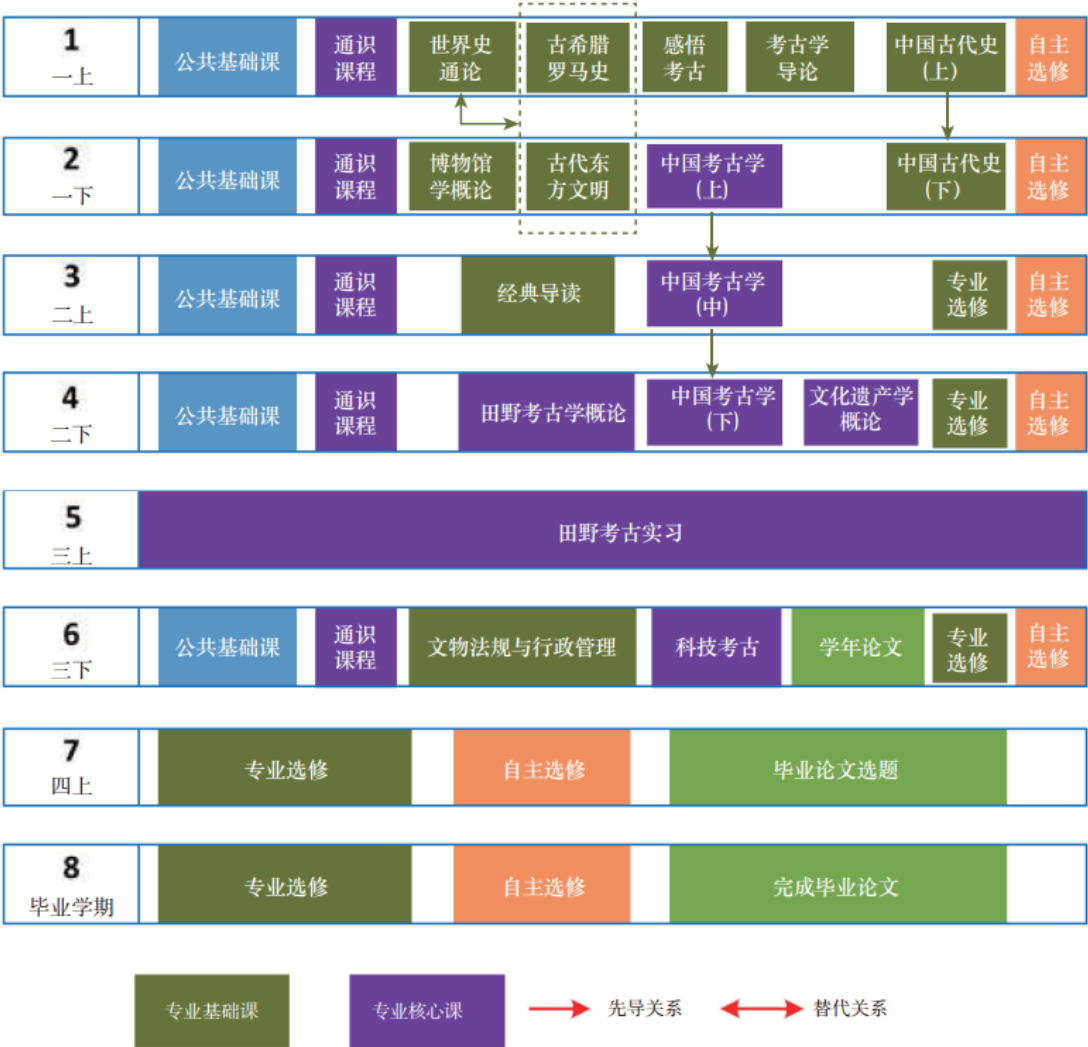 1
一上
公共基础课
通识
课程
世界史
通论
古希腊
罗马史
感悟
考古
考古学
导论
中国古代史
(上)
自主
选修
2
一下
公共基础课
通识
课程
博物馆
学概论
古代东
方文明
中国考古学
(上)
中国古代史
(下)
自主
选修
3
二上
公共基础课
通识
课程
经典导读
中国考古学
(中)
专业
选修
自主
选修
4
二下
公共基础课
通识
课程
田野考古学概论
中国考古学
(下)
文化遗产学
概论
专业
选修
自主
选修
5
三上
田野考古实习
6
三下
公共基础课
通识
课程
文物法规与行政管理
科技考古
学年论文
专业
选修
自主
选修
7
四上
专业选修
自主选修
毕业论文选题
8
毕业学期
专业选修
自主选修
完成毕业论文
专业基础课
专业核心课
先导关系
替代关系